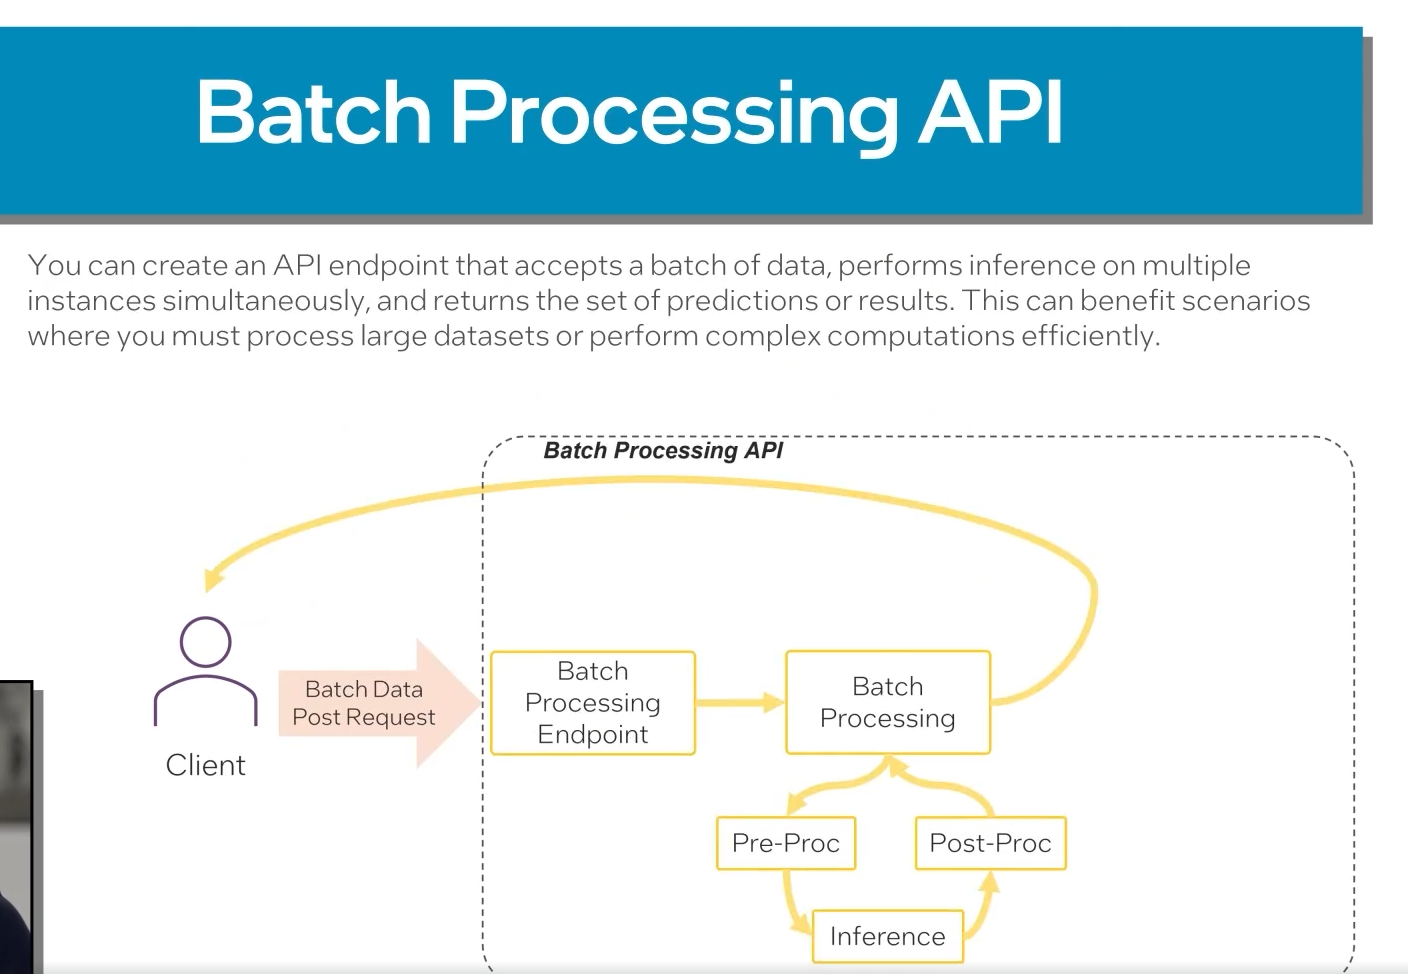 Batch Processing API
You can create an API endpoint that accepts a batch of data, performs inference on multiple
instances simultaneously, and returns the set of predictions or results. This can benefit scenarios
where you must process large datasets or perform complex computations efficiently.
Batch Processing API
Batch Data
Post Request
Client
Batch
Processing
Endpoint
Batch
Processing
Pre-Proc
Post-Proc
Inference